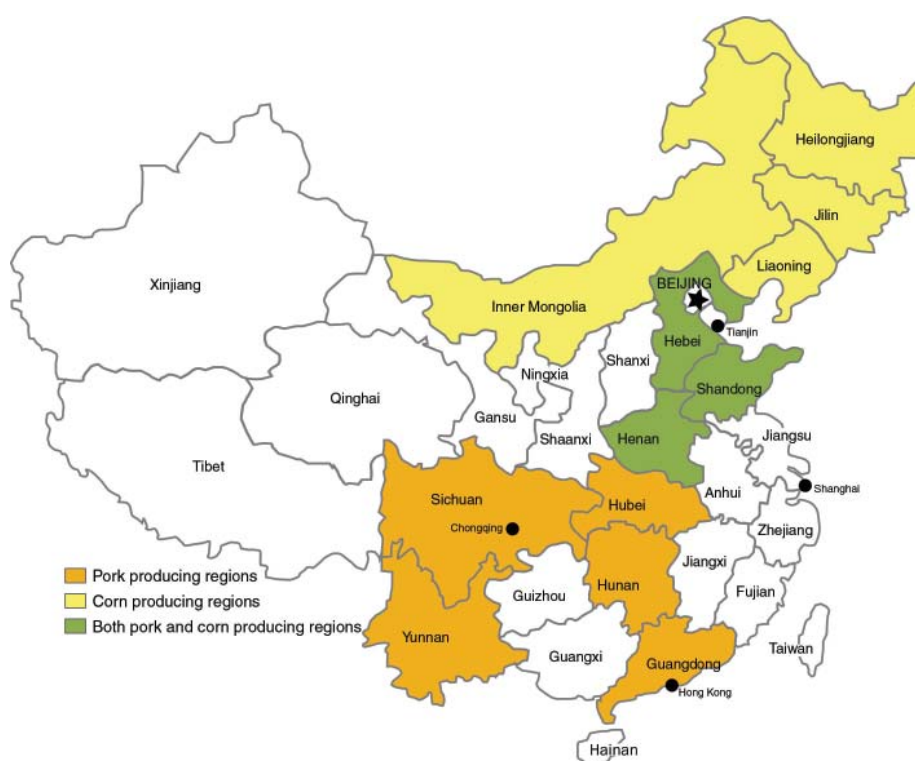 Heilongjiang
Jilin
Liaoning
BEIJING
Xinjiang
Inner Mongolia
Tianjin
Hebei
Shanxi
Ningxia
Qinghai
Shandong
Gansu
Jiangsu
Shaanxi
Henan
Tibet
Shanghai
Sichuan
Anhui
Hubei
Chongqing
Zhejiang
Jiangxi
Pork producing regions
Hunan
Guizhou
Fujian
Corn producing regions
Both pork and corn producing regions
Yunnan
Taiwan
Guangxi
Guangdong
Hong Kong
Hainan